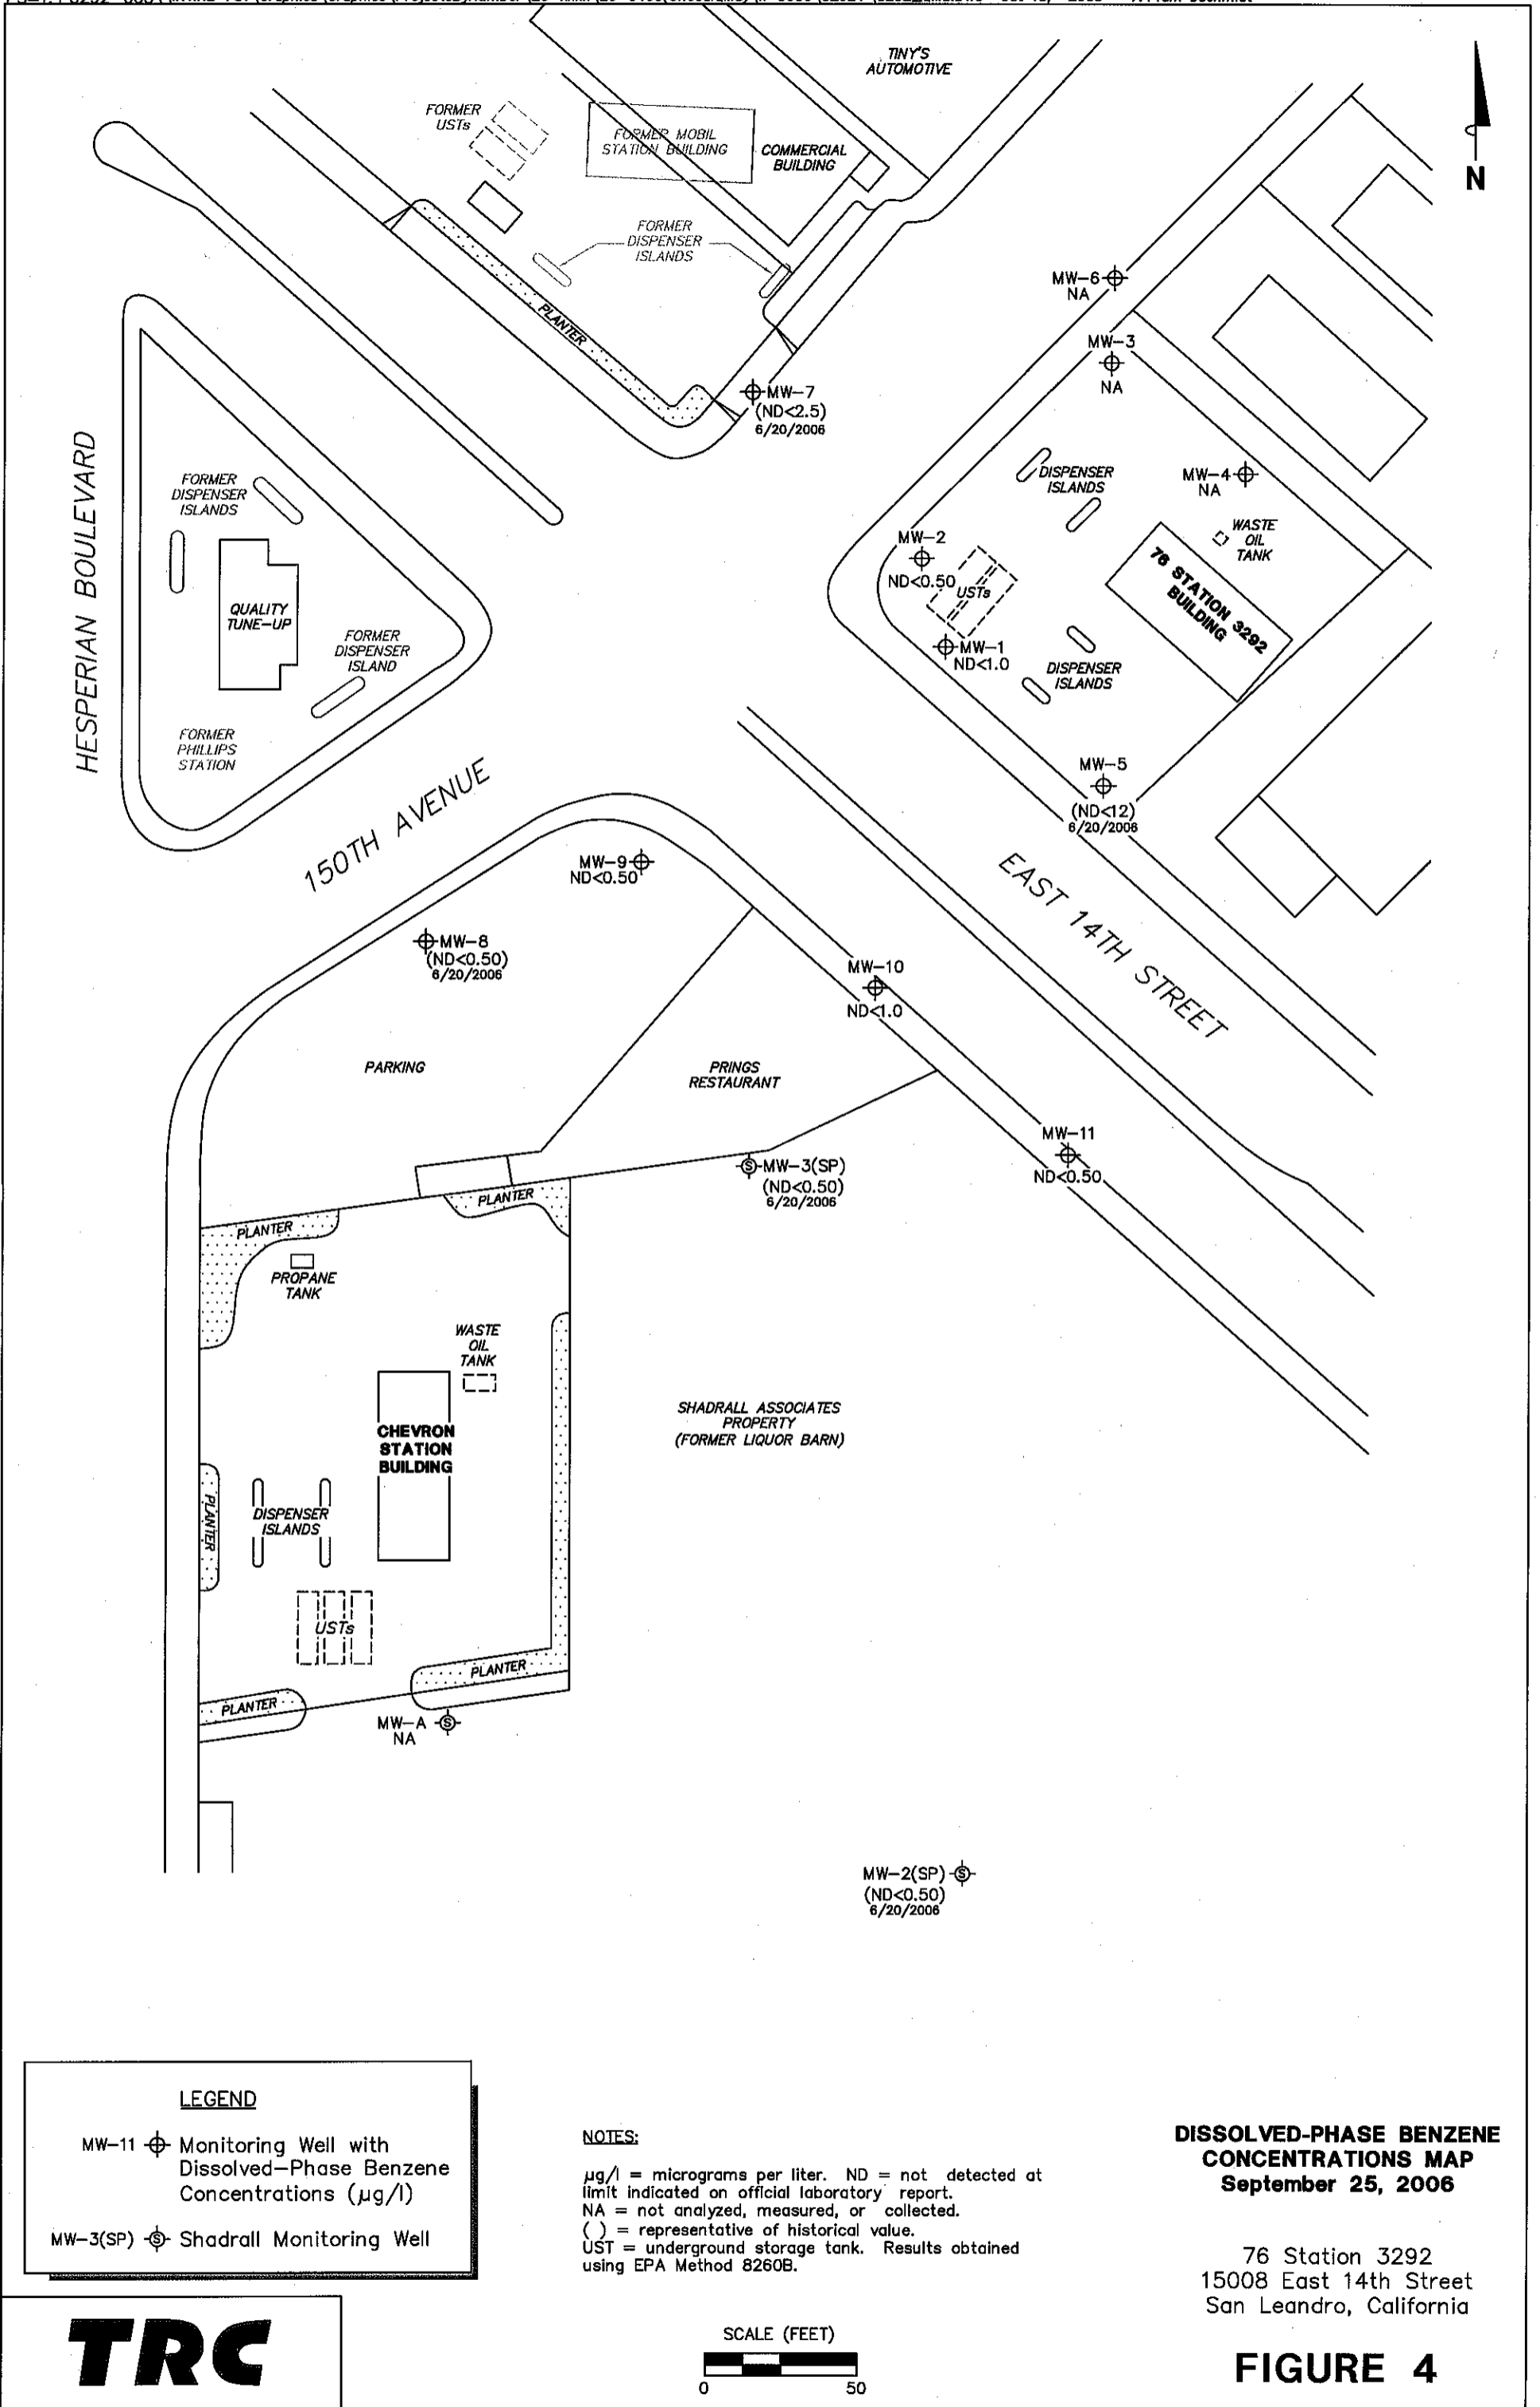 TINY'S
AUTOMOTIVE
FORMER
USTs
FORMER MOBIL
STATION BUILDING
COMMERCIAL
BUILDING
N
FORMER
DISPENSER
ISLANDS
PLANTER
MW-6
NA
MW-3
NA
MW-7
(ND<2.5)
6/20/2006
HESPERIAN BOULEVARD
FORMER
DISPENSER
ISLANDS
DISPENSER
ISLANDS
MW-4
NA
WASTE
OIL
TANK
MW-2
ND<0.50
USTs
76 STATION 3292
BUILDING
QUALITY
TUNE-UP
FORMER
DISPENSER
ISLAND
MW-1
ND<1.0
DISPENSER
ISLANDS
FORMER
PHILLIPS
STATION
150TH AVENUE
MW-5
(ND<12)
6/20/2006
MW-9
ND<0.50
EAST 14TH STREET
MW-8
(ND<0.50)
6/20/2006
MW-10
ND<1.0
PARKING
PRINGS
RESTAURANT
MW-11
ND<0.50
MW-3(SP)
(ND<0.50)
6/20/2006
PLANTER
PLANTER
PROPANE
TANK
WASTE
OIL
TANK
CHEVRON
STATION
BUILDING
SHADRALL ASSOCIATES
PROPERTY
(FORMER LIQUOR BARN)
PLANTER
DISPENSER
ISLANDS
USTs
PLANTER
PLANTER
MW-A
NA
MW-2(SP)
(ND<0.50)
6/20/2006
LEGEND
MW-11 Monitoring Well with
Dissolved-Phase Benzene
Concentrations (µg/l)
MW-3(SP) S Shadrall Monitoring Well
NOTES:
µg/l = micrograms per liter. ND = not detected at
limit indicated on official laboratory report.
NA = not analyzed, measured, or collected.
( ) = representative of historical value.
UST = underground storage tank. Results obtained
using EPA Method 8260B.
DISSOLVED-PHASE BENZENE
CONCENTRATIONS MAP
September 25, 2006
76 Station 3292
15008 East 14th Street
San Leandro, California
TRC
SCALE (FEET)
0 50
FIGURE 4